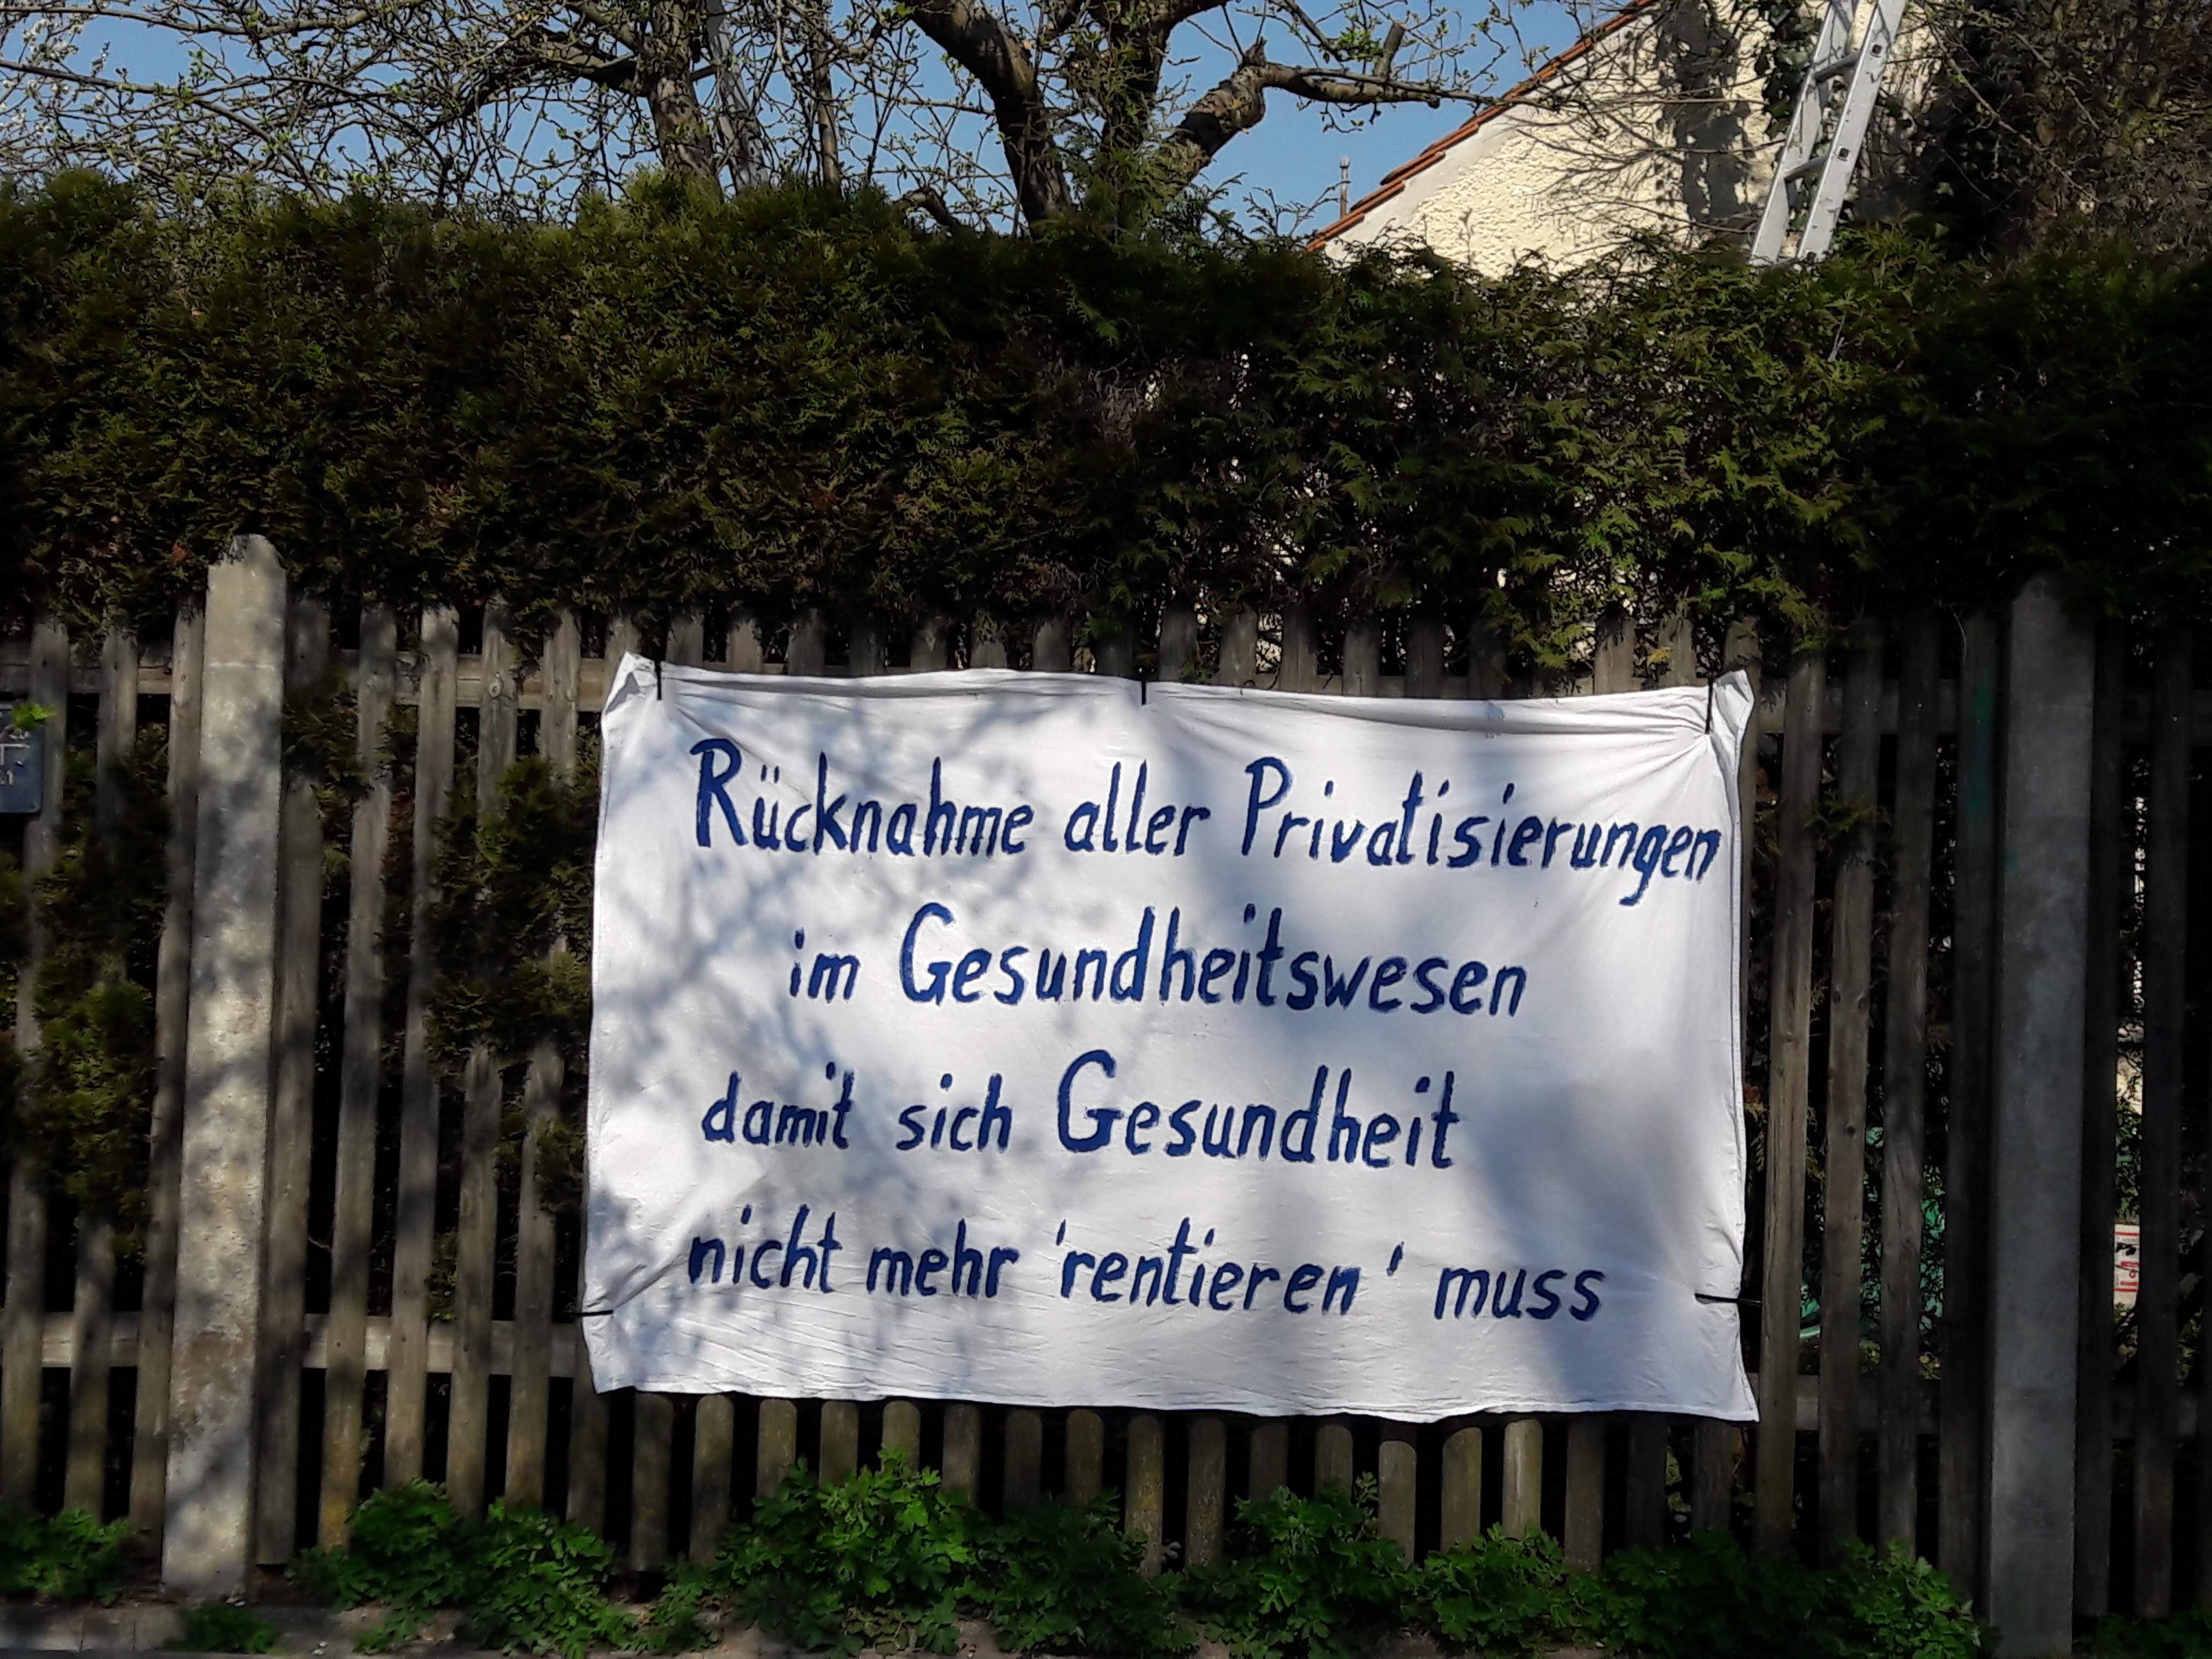 Rücknahme aller Privatisierungen
im Gesundheitswesen
damit sich Gesundheit
nicht mehr 'rentieren' muss